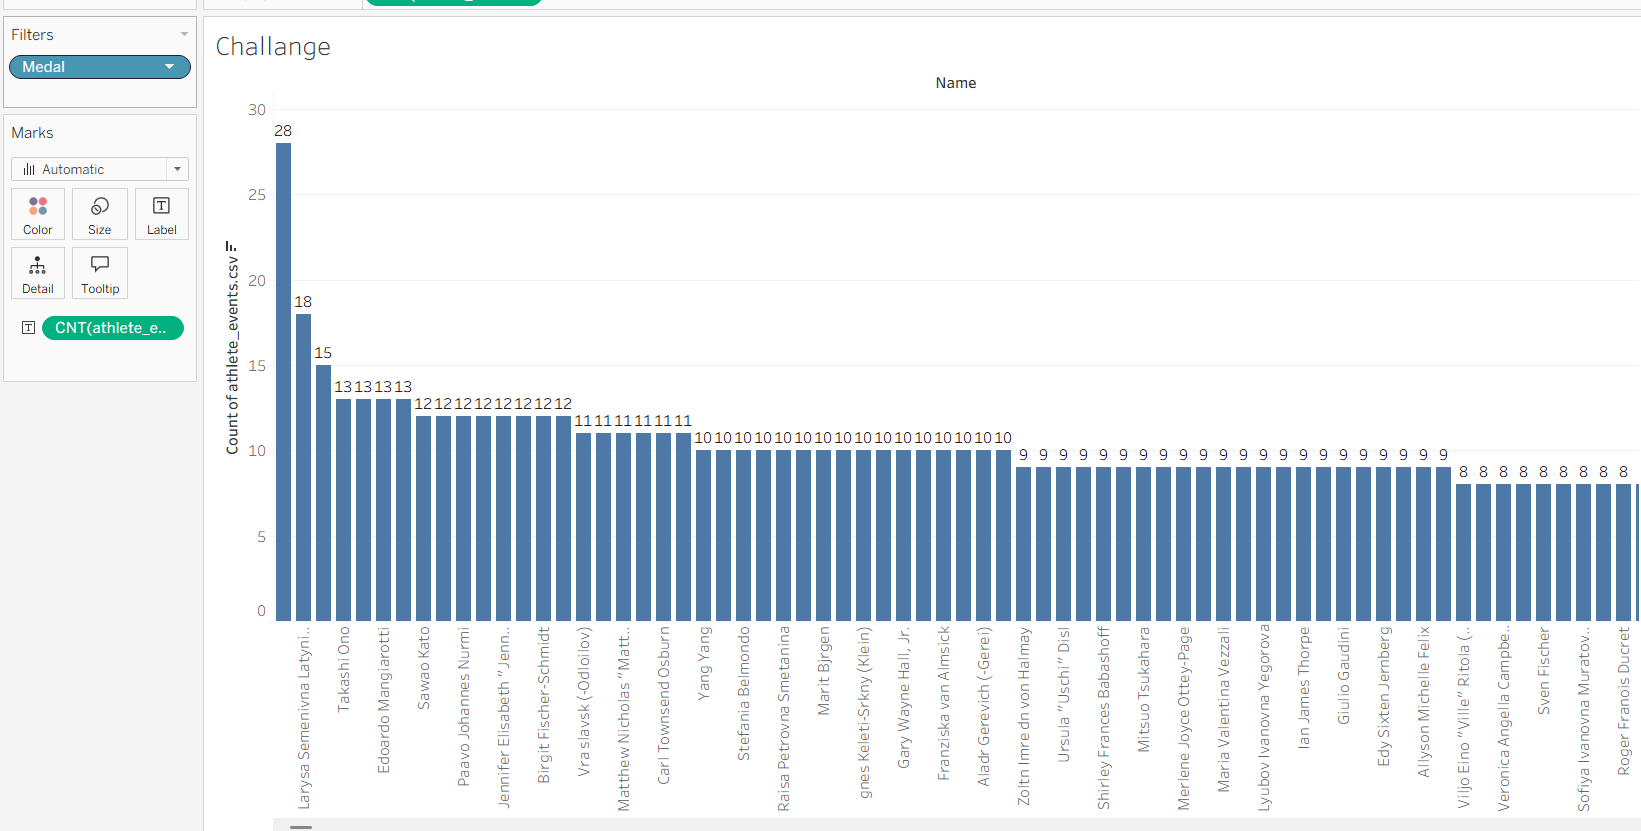 Filters
Medal
Marks
Automatic
Color
Size
Label
Detail
Tooltip
CNT(athlete_e..
Challange
Name
Count of athlete_events.csv
30
25
20
15
10
5
0
28
18
15
13 13 13 13
12 12 12 12 12 12 12 12
11 11 11 11 11 11
10 10 10 10 10 10 10 10 10 10 10 10 10 10 10 10
9 9 9 9 9 9 9 9 9 9 9 9 9 9 9 9 9 9 9 9 9 9
8 8 8 8 8 8 8 8 8
Larysa Semenivna Latyni..
Takashi Ono
Edoardo Mangiarotti
Sawao Kato
Paavo Johannes Nurmi
Jennifer Elisabeth "Jenn..
Birgit Fischer-Schmidt
Vra slavsk (-Odloilov)
Matthew Nicholas "Matt..
Carl Townsend Osburn
Yang Yang
Stefania Belmondo
Raisa Petrovna Smetanina
Marit Bjrgen
gnes Keleti-Srkny (Klein)
Gary Wayne Hall, Jr.
Franziska van Almsick
Aladr Gerevich (-Gerei)
Zoltn Imre dn von Halmay
Ursula "Uschi" Disl
Shirley Frances Babashoff
Mitsuo Tsukahara
Merlene Joyce Ottey-Page
Maria Valentina Vezzali
Lyubov Ivanovna Yegorova
Ian James Thorpe
Giulio Gaudini
Edy Sixten Jernberg
Allyson Michelle Felix
Viljo Eino "Ville" Ritola (..
Veronica Angella Campbe..
Sven Fischer
Sofiya Ivanovna Muratov..
Roger Franois Ducret